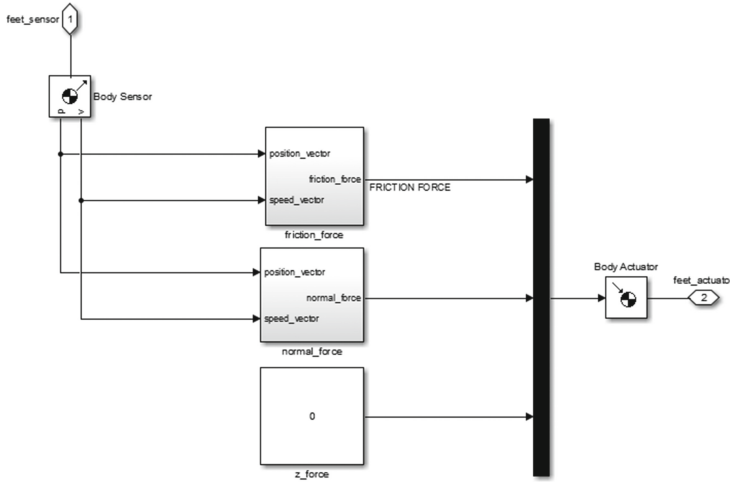 feet_sensor
1
Body Sensor
p
v
position_vector
friction_force
FRICTION FORCE
speed_vector
friction_force
position_vector
normal_force
speed_vector
normal_force
0
z_force
Body Actuator
feet_actuato
2